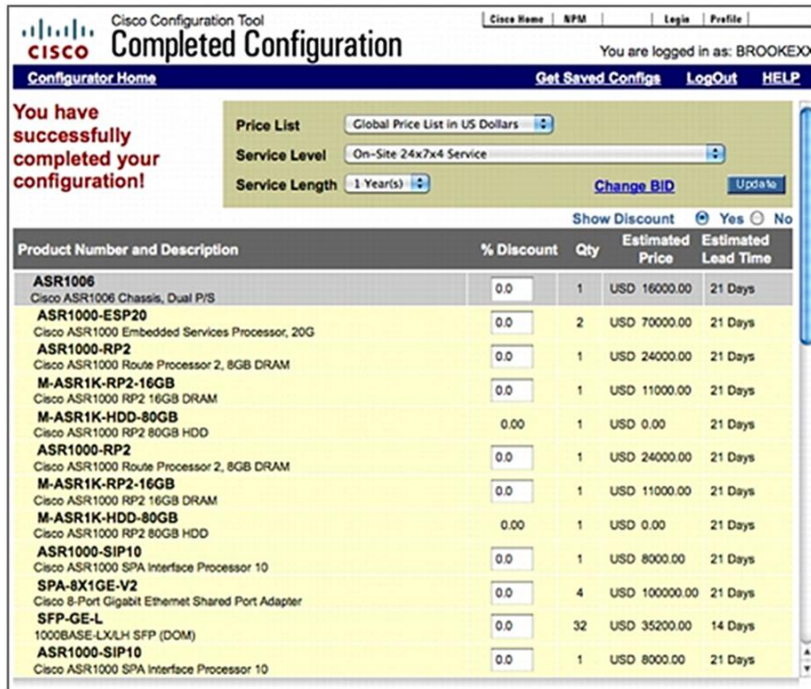 Cisco Configuration Tool
Cisco Home NPM Login Profile
CISCO
Completed Configuration
You are logged in as: BROOKEXX
Configurator Home Get Saved Configs LogOut HELP
You have
successfully
completed your
configuration!
Price List Global Price List in US Dollars
Service Level On-Site 24x7x4 Service
Service Length 1 Year(s) Change BID Update
Show Discount Yes No
Product Number and Description % Discount Qty Estimated Price Estimated Lead Time
ASR1006
Cisco ASR1006 Chassis, Dual P/S 0.0 1 USD 16000.00 21 Days
ASR1000-ESP20
Cisco ASR1000 Embedded Services Processor, 20G 0.0 2 USD 70000.00 21 Days
ASR1000-RP2
Cisco ASR1000 Route Processor 2, 8GB DRAM 0.0 1 USD 24000.00 21 Days
M-ASR1K-RP2-16GB
Cisco ASR1000 RP2 16GB DRAM 0.0 1 USD 11000.00 21 Days
M-ASR1K-HDD-80GB
Cisco ASR1000 RP2 80GB HDD 0.00 1 USD 0.00 21 Days
ASR1000-RP2
Cisco ASR1000 Route Processor 2, 8GB DRAM 0.0 1 USD 24000.00 21 Days
M-ASR1K-RP2-16GB
Cisco ASR1000 RP2 16GB DRAM 0.0 1 USD 11000.00 21 Days
M-ASR1K-HDD-80GB
Cisco ASR1000 RP2 80GB HDD 0.00 1 USD 0.00 21 Days
ASR1000-SIP10
Cisco ASR1000 SPA Interface Processor 10 0.0 1 USD 8000.00 21 Days
SPA-8X1GE-V2
Cisco 8-Port Gigabit Ethernet Shared Port Adapter 0.0 4 USD 100000.00 21 Days
SFP-GE-L
1000BASE-LX/LH SFP (DOM) 0.0 32 USD 35200.00 14 Days
ASR1000-SIP10
Cisco ASR1000 SPA Interface Processor 10 0.0 1 USD 8000.00 21 Days